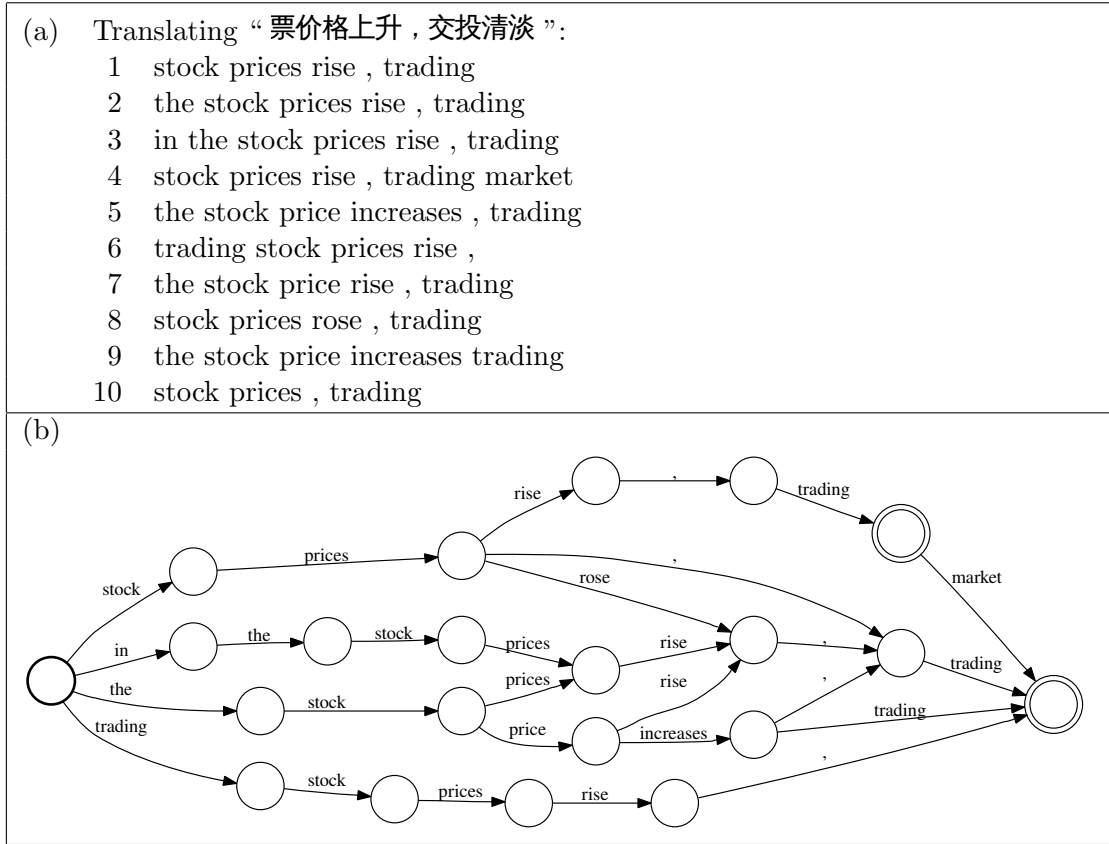 (a) Translating “ 票价格上升，交投清淡 ”:
1 stock prices rise , trading
2 the stock prices rise , trading
3 in the stock prices rise , trading
4 stock prices rise , trading market
5 the stock price increases , trading
6 trading stock prices rise ,
7 the stock price rise , trading
8 stock prices rose , trading
9 the stock price increases trading
10 stock prices , trading
(b)
rise , trading
stock prices , market
rose
in the stock prices rise , trading
the stock prices rise ,
trading price increases trading
stock prices rise ,